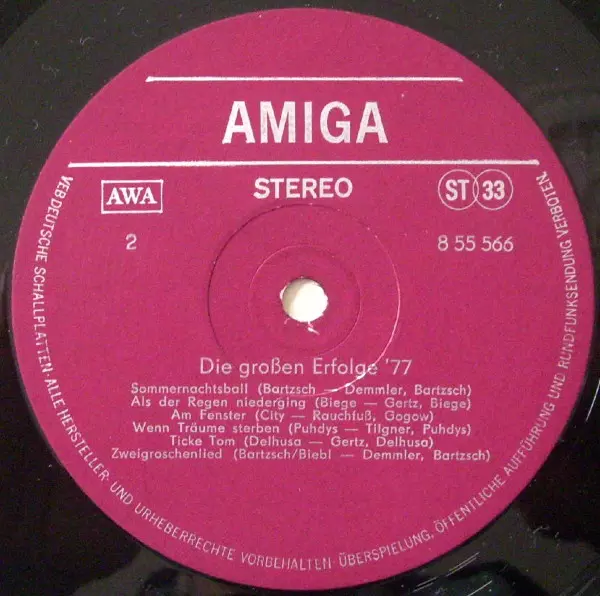 AMIGA
AWA
STEREO
ST 33
2
8 55 566
Die großen Erfolge '77
Sommernachtsball (Bartzsch — Demmler, Bartzsch)
Als der Regen niederging (Biege — Gertz, Biege)
Am Fenster (City — Rauchfuß, Gogow)
Wenn Träume sterben (Puhdys — Tilgner, Puhdys)
Ticke Tom (Delhusa — Gertz, Delhusa)
Zweigroschenlied (Bartzsch/Biebl — Demmler, Bartzsch)
VEB DEUTSCHE SCHALLPLATTEN · ALLE HERSTELLER- UND URHEBERRECHTE VORBEHALTEN ÜBERSPIELUNG, ÖFFENTLICHE AUFFÜHRUNG UND RUNDFUNKSENDUNG VERBOTEN.